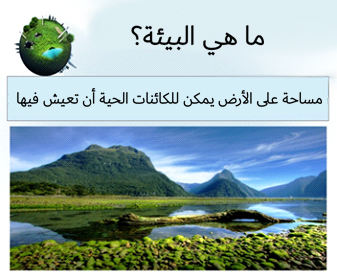 ما هي البيئة؟
مساحة على الأرض يمكن للكائنات الحية أن تعيش فيها